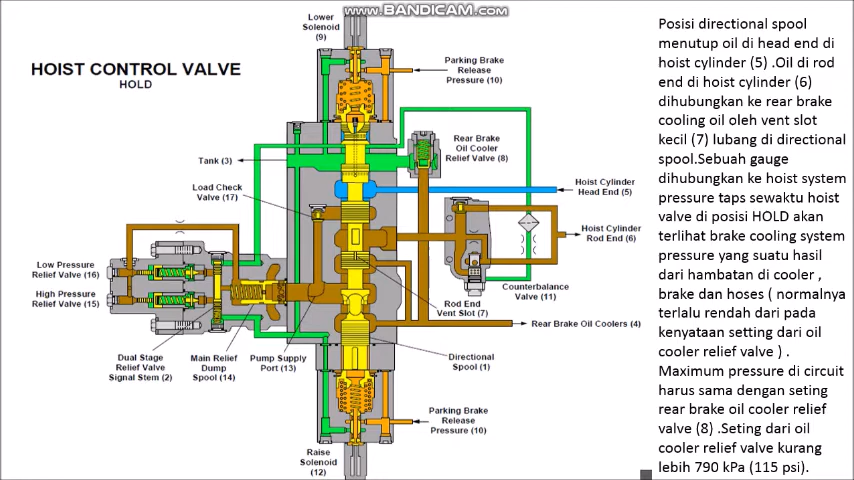 www.BANDICAM.com
HOIST CONTROL VALVE
HOLD
Lower
Solenoid
(9)
Parking Brake
Release
Pressure (10)
Rear Brake
Oil Cooler
Relief Valve (8)
Tank (3)
Load Check
Valve (17)
Hoist Cylinder
Head End (5)
Hoist Cylinder
Rod End (6)
Low Pressure
Relief Valve (16)
High Pressure
Relief Valve (15)
Counterbalance
Valve (11)
Rod End
Vent Slot (7)
Rear Brake Oil Coolers (4)
Dual Stage
Relief Valve
Signal Stem (2)
Main Relief
Dump
Spool (14)
Pump Supply
Port (13)
Directional
Spool (1)
Parking Brake
Release
Pressure (10)
Raise
Solenoid
(12)
Posisi directional spool
menutup oil di head end di
hoist cylinder (5) .Oil di rod
end di hoist cylinder (6)
dihubungkan ke rear brake
cooling oil oleh vent slot
kecil (7) lubang di directional
spool.Sebuah gauge
dihubungkan ke hoist system
pressure taps sewaktu hoist
valve di posisi HOLD akan
terlihat brake cooling system
pressure yang suatu hasil
dari hambatan di cooler ,
brake dan hoses ( normalnya
terlalu rendah dari pada
kenyataan setting dari oil
cooler relief valve ) .
Maximum pressure di circuit
harus sama dengan seting
rear brake oil cooler relief
valve (8) .Seting dari oil
cooler relief valve kurang
lebih 790 kPa (115 psi).